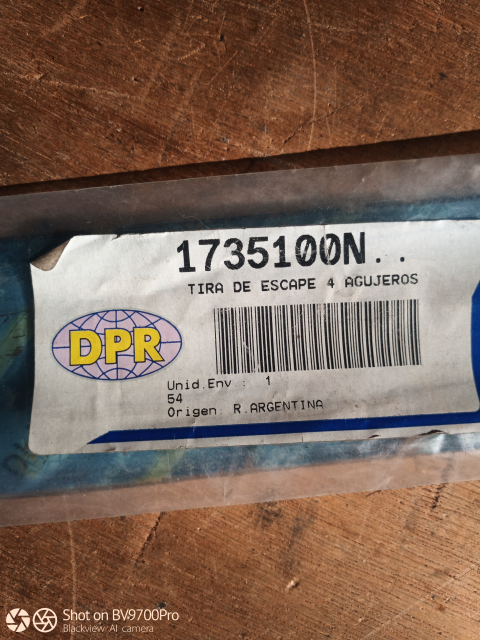 1735100N..
TIRA DE ESCAPE 4 AGUJEROS
DPR
Unid.Env : 1
54
Origen: R.ARGENTINA
Shot on BV9700Pro
Blackview AI camera